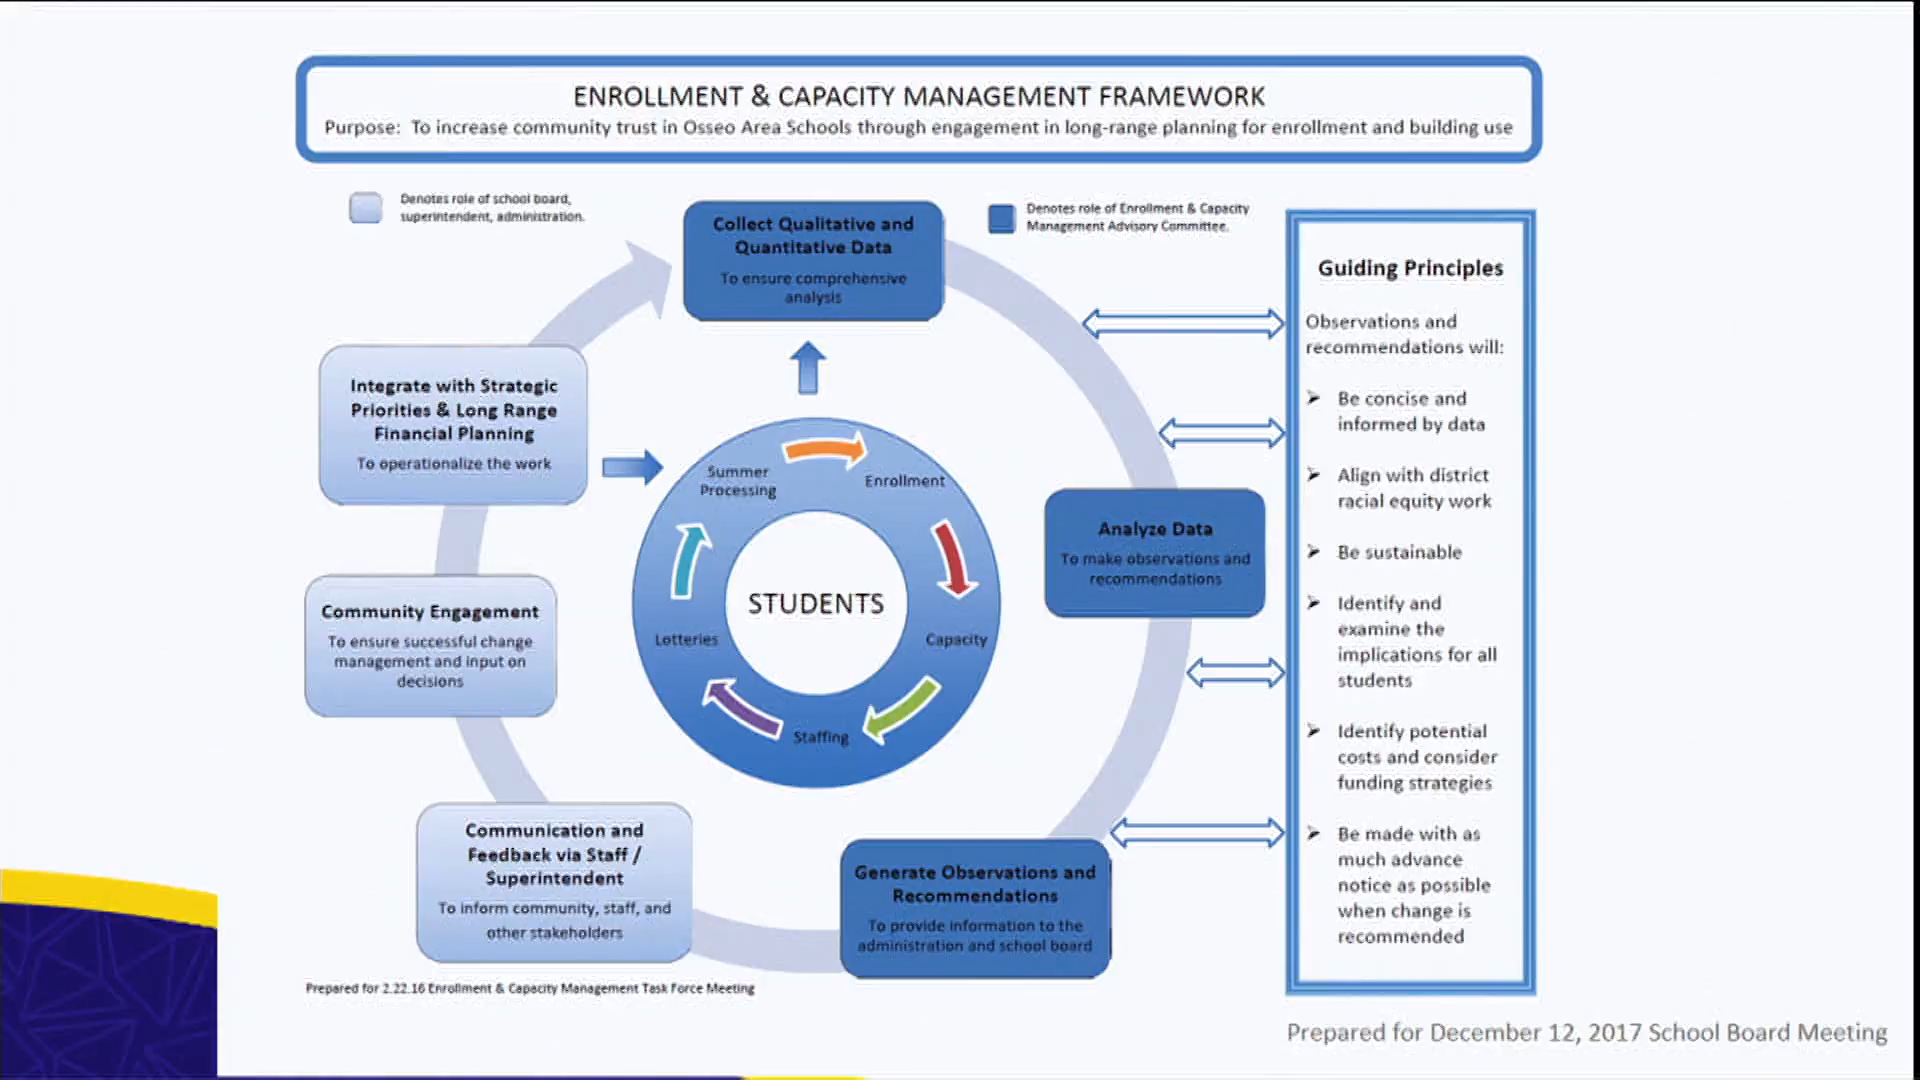 ENROLLMENT & CAPACITY MANAGEMENT FRAMEWORK
Purpose: To increase community trust in Osseo Area Schools through engagement in long-range planning for enrollment and building use
Denotes role of school board,
superintendent, administration.
Denotes role of Enrollment & Capacity
Management Advisory Committee.
Collect Qualitative and
Quantitative Data
To ensure comprehensive
analysis
Analyze Data
To make observations and
recommendations
Generate Observations and
Recommendations
To provide information to the
administration and school board
Communication and
Feedback via Staff /
Superintendent
To inform community, staff, and
other stakeholders
Community Engagement
To ensure successful change
management and input on
decisions
Integrate with Strategic
Priorities & Long Range
Financial Planning
To operationalize the work
Summer
Processing
Enrollment
Capacity
Staffing
Lotteries
STUDENTS
Guiding Principles
Observations and
recommendations will:
➢ Be concise and
informed by data
➢ Align with district
racial equity work
➢ Be sustainable
➢ Identify and
examine the
implications for all
students
➢ Identify potential
costs and consider
funding strategies
➢ Be made with as
much advance
notice as possible
when change is
recommended
Prepared for 2.22.16 Enrollment & Capacity Management Task Force Meeting
Prepared for December 12, 2017 School Board Meeting